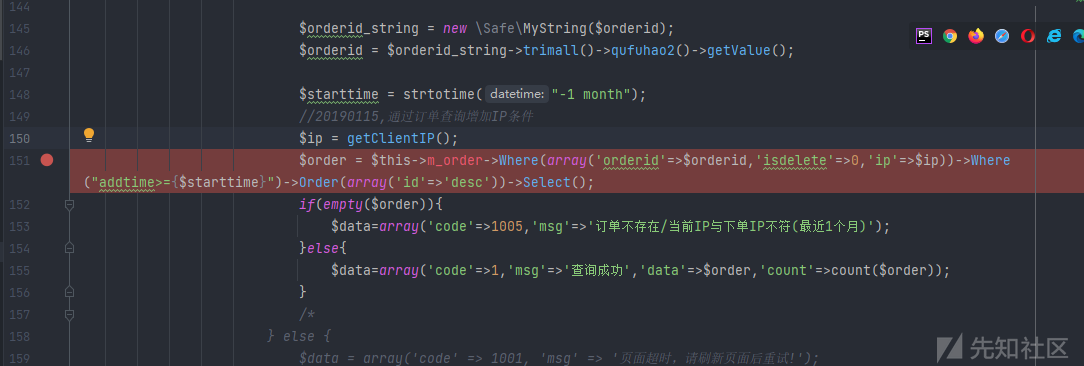 144
145 $orderid_string = new \Safe\MyString($orderid);
146 $orderid = $orderid_string->trimall()->qufuhao2()->getValue();
147
148 $starttime = strtotime( datetime: "-1 month");
149 //20190115,通过订单查询增加IP条件
150 $ip = getClientIP();
151 $order = $this->m_order->Where(array('orderid'=>$orderid,'isdelete'=>0,'ip'=>$ip))->Where
("addtime>={$starttime}")->Order(array('id'=>'desc'))->Select();
152 if(empty($order)){
153 $data=array('code'=>1005,'msg'=>'订单不存在/当前IP与下单IP不符(最近1个月)');
154 }else{
155 $data=array('code'=>1,'msg'=>'查询成功','data'=>$order,'count'=>count($order));
156 }
157 /*
158 } else {
159 $data = array('code' => 1001, 'msg' => '页面超时，请刷新页面后重试!');
PS
先知社区